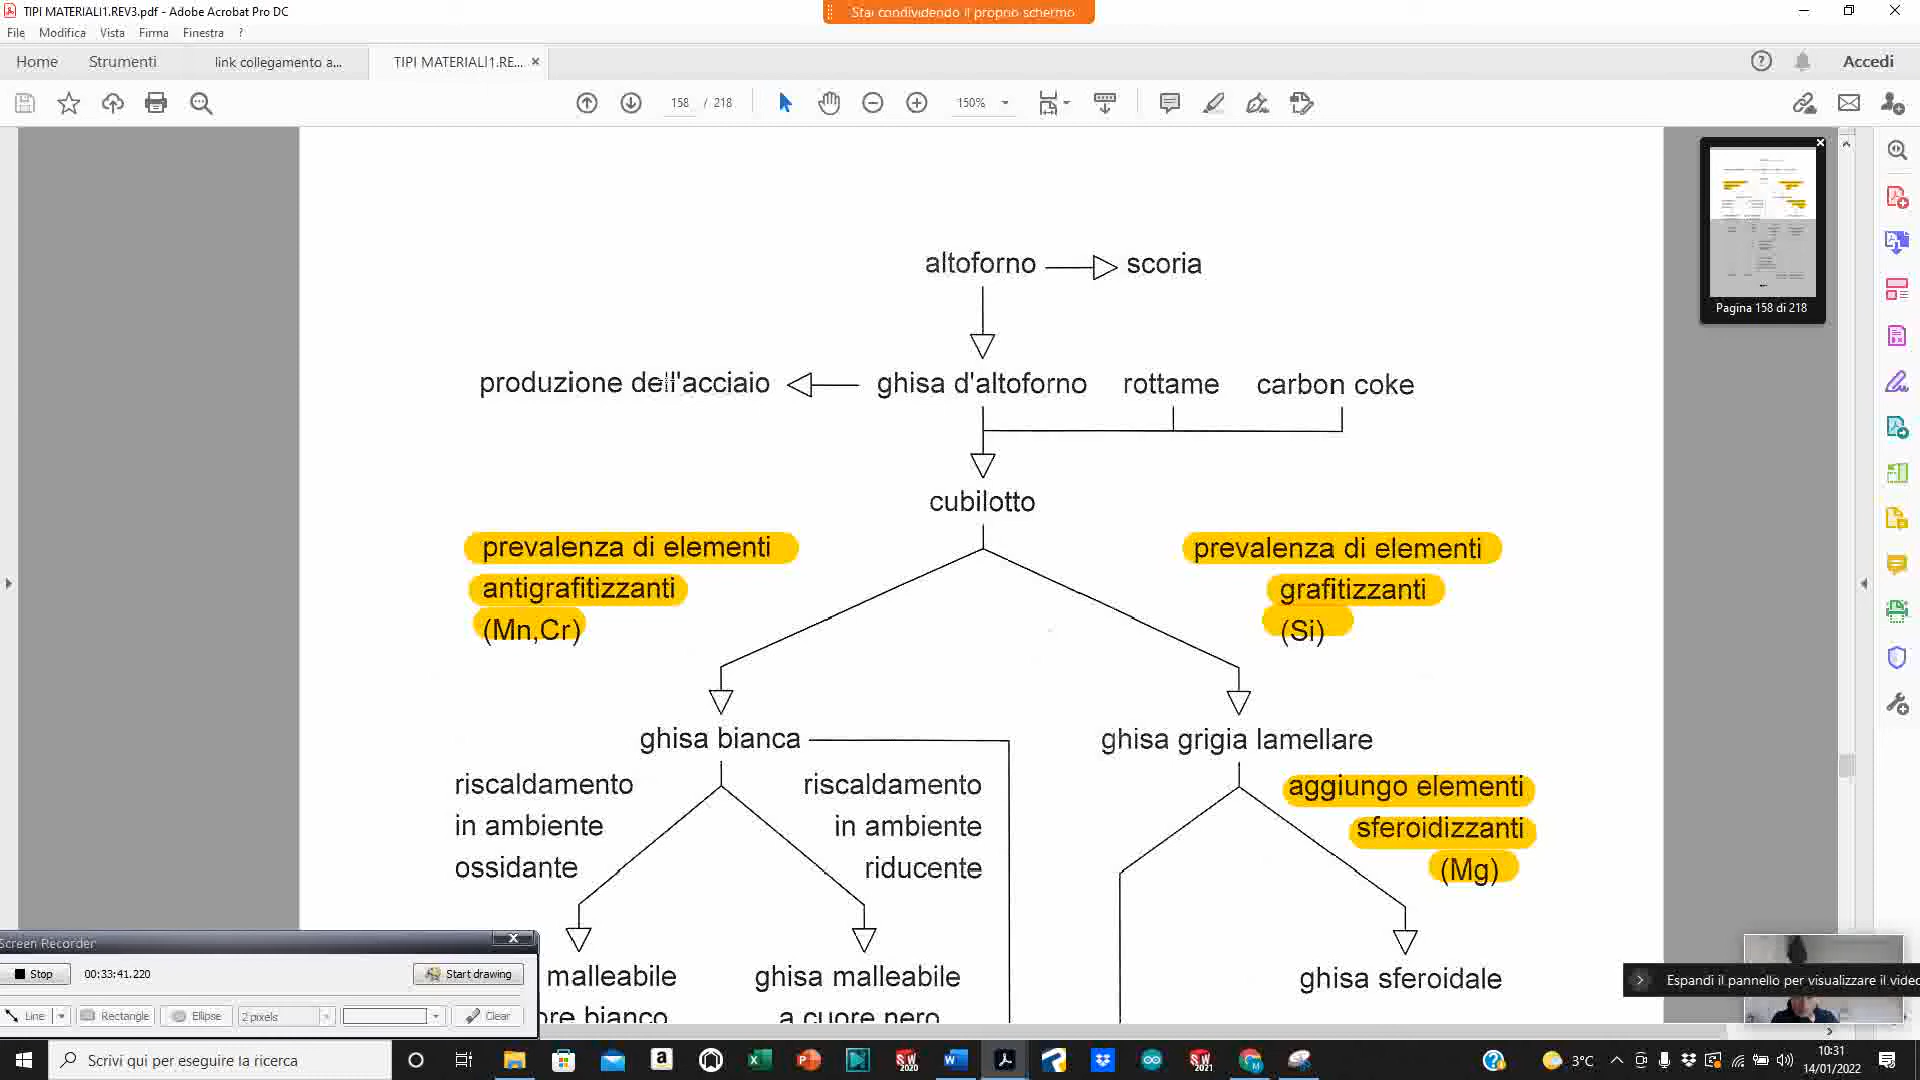 TIPI MATERIALI1.REV3.pdf - Adobe Acrobat Pro DC
Stai condividendo il proprio schermo
File Modifica Vista Firma Finestra ?
Home Strumenti link collegamento a... TIPI MATERIALI1.RE... ×
Accedi
158 / 218 150%
altoforno scoria
produzione dell'acciaio ghisa d'altoforno rottame carbon coke
cubilotto
prevalenza di elementi
antigrafitizzanti
(Mn,Cr)
prevalenza di elementi
grafitizzanti
(Si)
ghisa bianca ghisa grigia lamellare
riscaldamento
in ambiente
ossidante
riscaldamento
in ambiente
riducente
aggiungo elementi
sferoidizzanti
(Mg)
malleabile ghisa malleabile ghisa sferoidale
ore bianco a cuore nero
Pagina 158 di 218
Screen Recorder
Stop 00:33:41.220 Start drawing
Line Rectangle Ellipse 2 pixels Clear
Espandi il pannello per visualizzare il video
Scrivi qui per eseguire la ricerca
3°C
10:31
14/01/2022